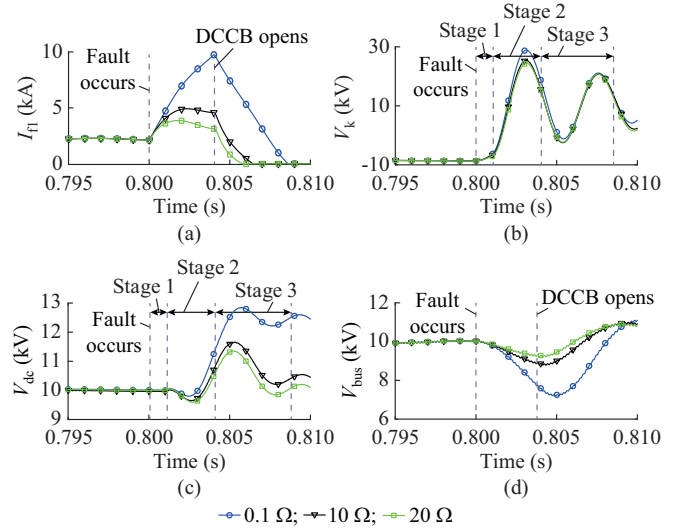 10
5
0
I_f1 (kA)
Fault
occurs
DCCB opens
0.795 0.800 0.805 0.810
Time (s)
(a)
30
10
-10
V_k (kV)
Stage 1
Stage 2
Stage 3
Fault
occurs
0.795 0.800 0.805 0.810
Time (s)
(b)
13
12
11
10
9
V_dc (kV)
Stage 1
Stage 2
Stage 3
Fault
occurs
0.795 0.800 0.805 0.810
Time (s)
(c)
12
10
8
6
V_bus (kV)
Fault
occurs
DCCB opens
0.795 0.800 0.805 0.810
Time (s)
(d)
0.1 Ω; 10 Ω; 20 Ω